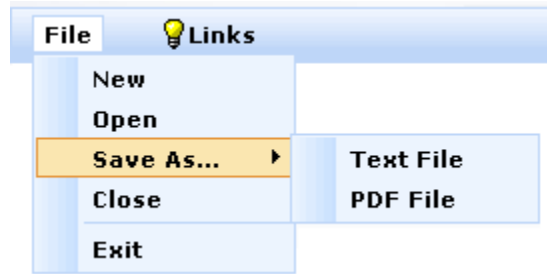 File Links
New
Open
Save As... Text File
Close PDF File
Exit